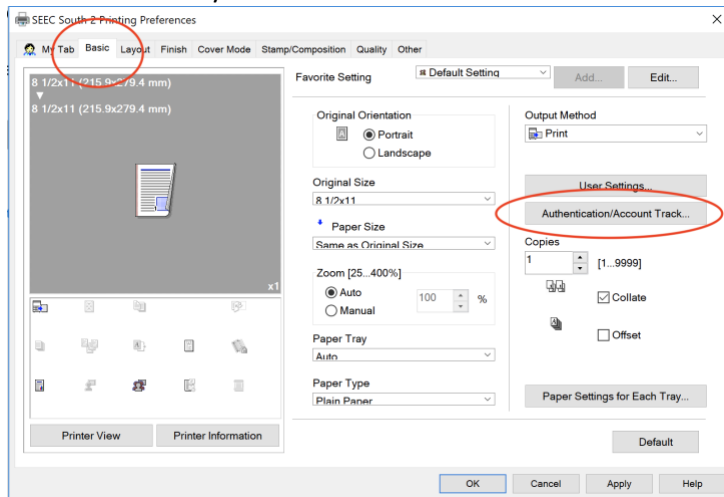 SEEC South 2 Printing Preferences
My Tab Basic Layout Finish Cover Mode Stamp/Composition Quality Other
8 1/2x11 (215.9x279.4 mm)
8 1/2x11 (215.9x279.4 mm)
x1
Printer View Printer Information
Favorite Setting Default Setting Add... Edit...
Original Orientation
Portrait
Landscape
Original Size
8 1/2x11
Paper Size
Same as Original Size
Zoom [25...400%]
Auto
Manual
100 %
Paper Tray
Auto
Paper Type
Plain Paper
Output Method
Print
User Settings...
Authentication/Account Track...
Copies
1 [1...9999]
Collate
Offset
Paper Settings for Each Tray...
Default
OK Cancel Apply Help